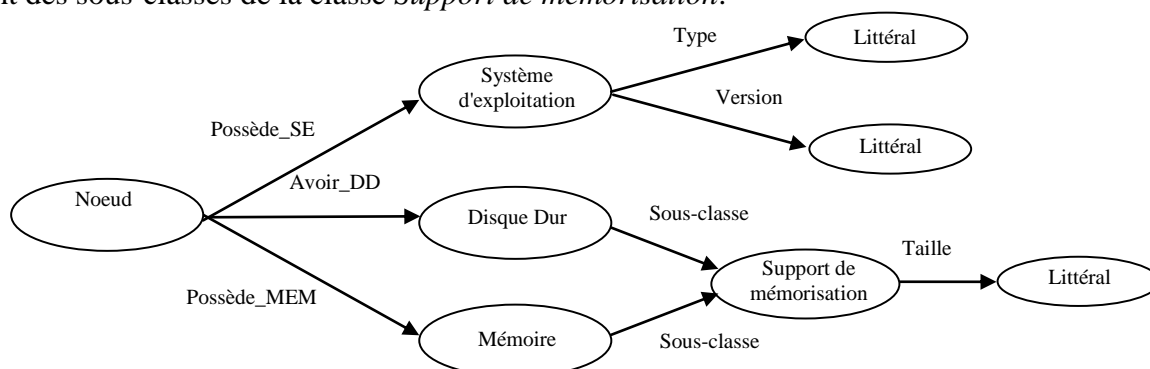 nt des sous-classes de la classe Support de mémorisation.
Type
Littéral
Système
d'exploitation
Version
Possède_SE
Littéral
Avoir_DD
Noeud
Disque Dur
Sous-classe
Taille
Support de
mémorisation
Littéral
Possède_MEM
Mémoire
Sous-classe